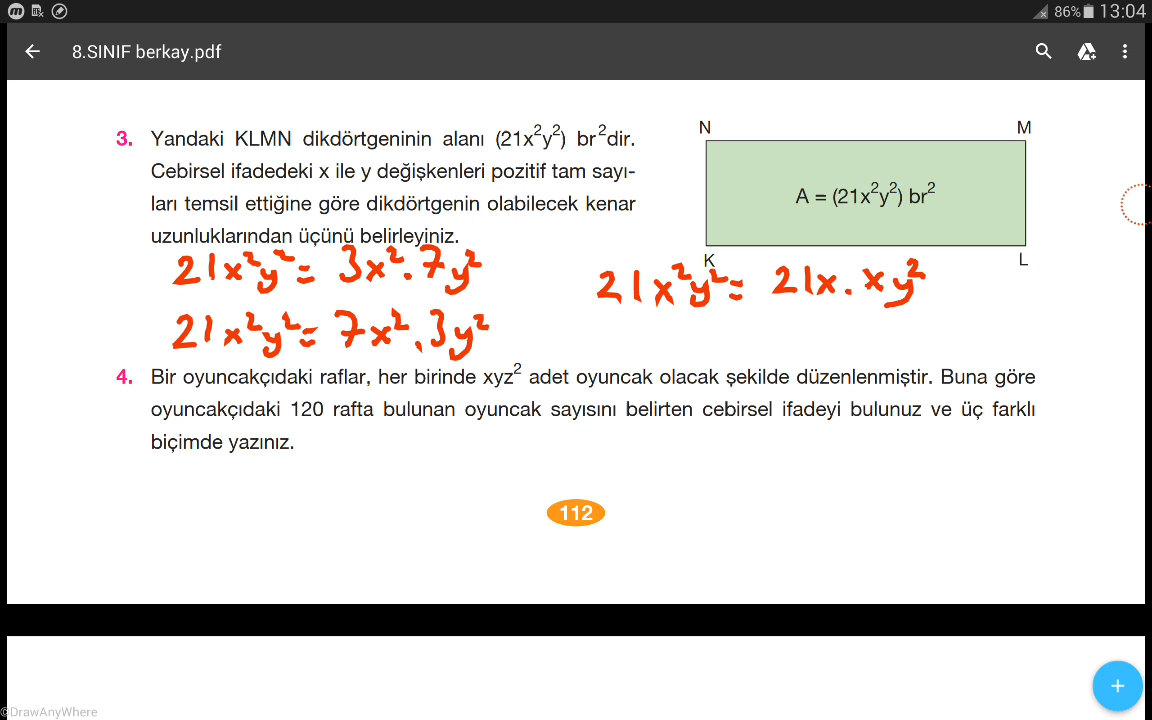 86% 13:04
8.SINIF berkay.pdf
3. Yandaki KLMN dikdörtgeninin alanı (21x²y²) br²dir.
Cebirsel ifadedeki x ile y değişkenleri pozitif tam sayı-
ları temsil ettiğine göre dikdörtgenin olabilecek kenar
uzunluklarından üçünü belirleyiniz.
N M
A = (21x²y²) br²
K L
21x²y² = 3x² . 7y²
21x²y² = 7x² . 3y²
21x²y² = 21x . xy²
4. Bir oyuncakçıdaki raflar, her birinde xyz² adet oyuncak olacak şekilde düzenlenmiştir. Buna göre
oyuncakçıdaki 120 rafta bulunan oyuncak sayısını belirten cebirsel ifadeyi bulunuz ve üç farklı
biçimde yazınız.
112
©DrawAnyWhere